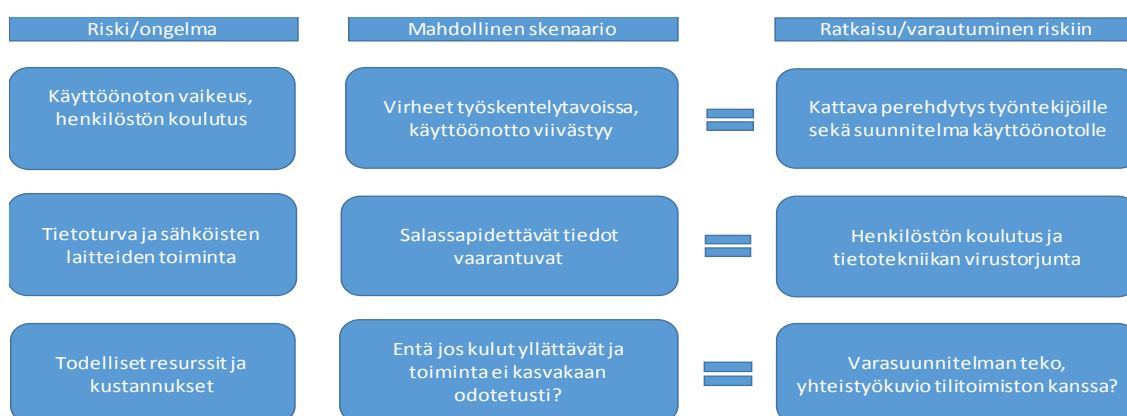 Riski/ongelma
Mahdollinen skenaario
Ratkaisu/varautuminen riskiin
Käyttöönoton vaikeus,
henkilöstön koulutus
Virheet työskentelytavoissa,
käyttöönotto viivästyy
Kattava perehdytys työntekijöille
sekä suunnitelma käyttöönotolle
Tietoturva ja sähköisten
laitteiden toiminta
Salassapidettävät tiedot
vaarantuvat
Henkilöstön koulutus ja
tietotekniikan virustorjunta
Todelliset resurssit ja
kustannukset
Entä jos kulut yllättävät ja
toiminta ei kasvakaan
odotetusti?
Varasuunnitelman teko,
yhteistyökuvio tilitoimiston kanssa?